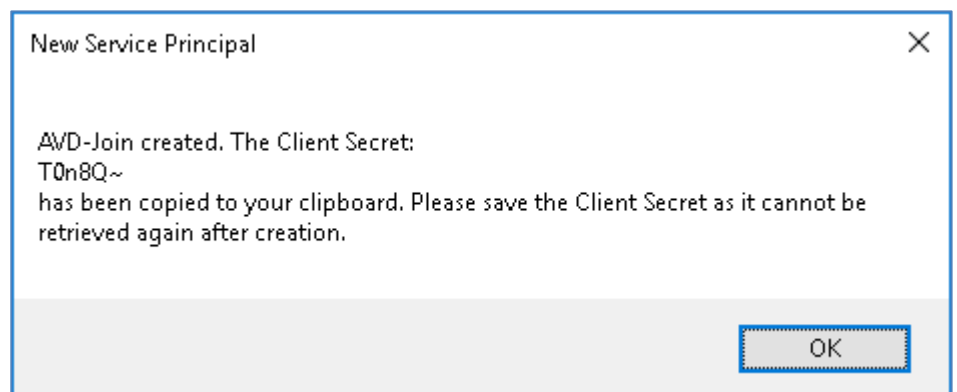 New Service Principal
AVD-Join created. The Client Secret:
T0n8Q~
has been copied to your clipboard. Please save the Client Secret as it cannot be
retrieved again after creation.
OK